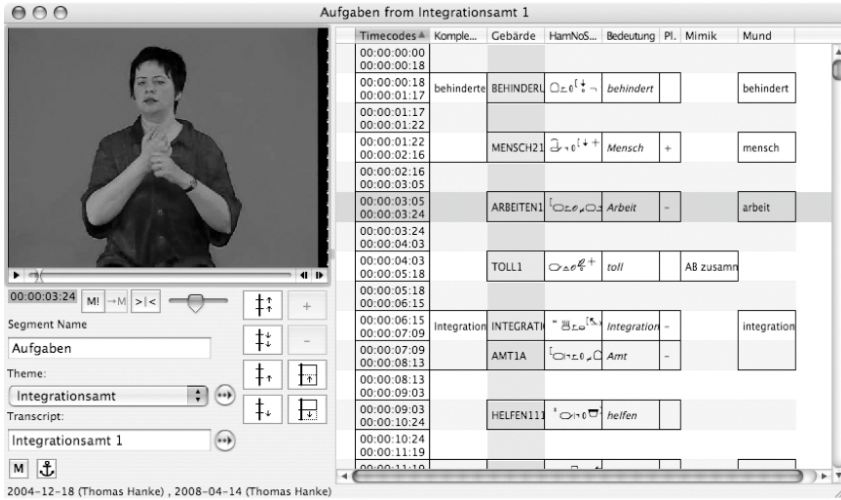 Aufgaben from Integrationsamt 1
Timecodes Komple... Gebärde HamNoS... Bedeutung Pl. Mimik Mund
00:00:00:00
00:00:00:18
00:00:00:18
00:00:01:17
behinderte BEHINDERU behindert behindert
00:00:01:17
00:00:01:22
00:00:01:22
00:00:02:16
MENSCH21 Mensch + mensch
00:00:02:16
00:00:03:05
00:00:03:05
00:00:03:24
ARBEITEN1 Arbeit - arbeit
00:00:03:24
00:00:04:03
00:00:04:03
00:00:05:18
TOLL1 toll AB zusamm
00:00:05:18
00:00:06:15
00:00:06:15
00:00:07:09
Integration INTEGRATI Integration - integration
00:00:07:09
00:00:08:13
AMT1A Amt -
00:00:08:13
00:00:09:03
00:00:09:03
00:00:10:24
HELFEN111 helfen
00:00:10:24
00:00:11:19
00:00:11:19
00:00:03:24 M! →M >|<
+
Segment Name
Aufgaben
-
Theme:
Integrationsamt
Transcript:
Integrationsamt 1
M
2004-12-18 (Thomas Hanke) , 2008-04-14 (Thomas Hanke)